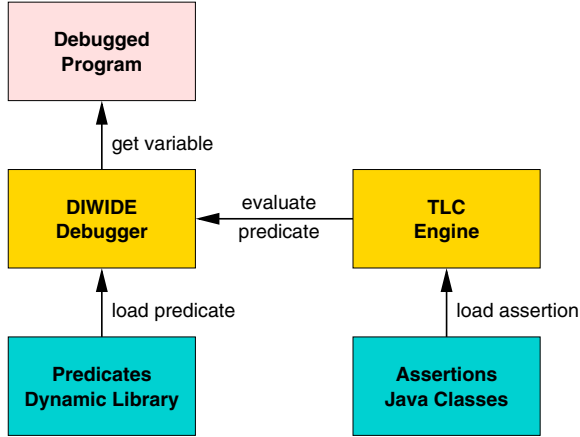 Debugged
Program
get variable
DIWIDE
Debugger
evaluate
predicate
TLC
Engine
load predicate
load assertion
Predicates
Dynamic Library
Assertions
Java Classes